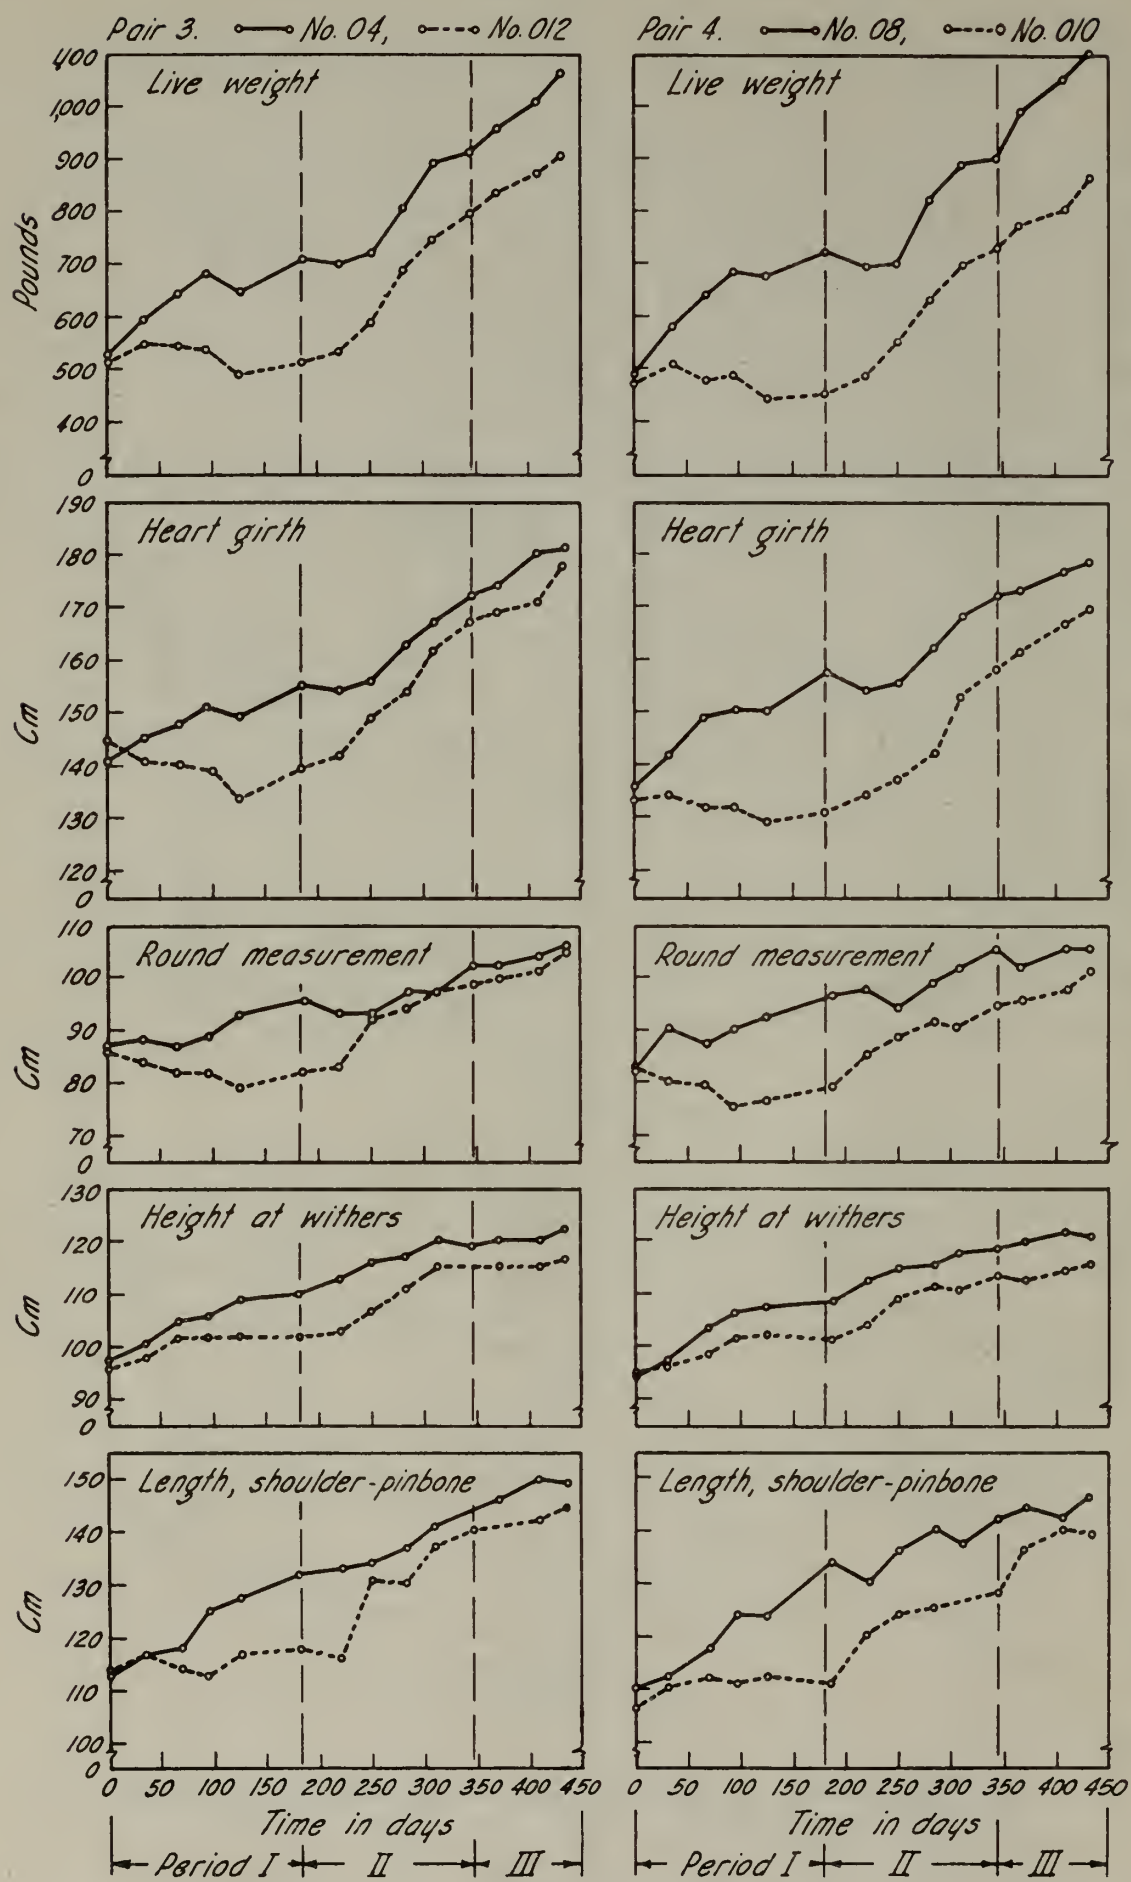 Pair 3. No. 04, No. 012
Pair 4. No. 08, No. 010
Live weight
1,100
1,000
900
800
700
600
500
400
0
Pounds
Live weight
Heart girth
190
180
170
160
150
140
130
120
0
Cm
Heart girth
Round measurement
110
100
90
80
70
0
Cm
Round measurement
Height at withers
130
120
110
100
90
0
Cm
Height at withers
Length, shoulder-pinbone
150
140
130
120
110
100
0
Cm
Length, shoulder-pinbone
0 50 100 150 200 250 300 350 400 450
Time in days
Period I II III
0 50 100 150 200 250 300 350 400 450
Time in days
Period I II III